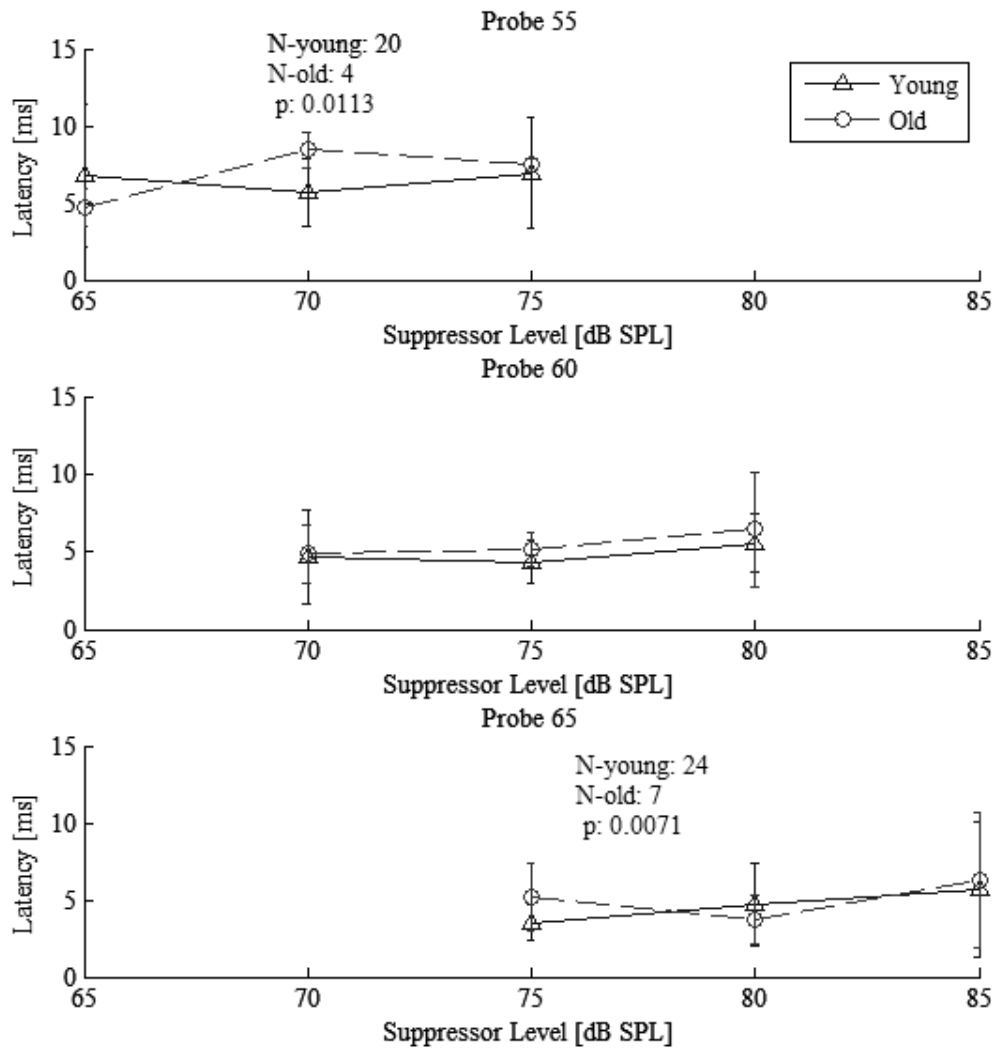 Probe 55
N-young: 20
N-old: 4
p: 0.0113
Young
Old
Latency [ms]
15
10
5
0
65 70 75 80 85
Suppressor Level [dB SPL]
Probe 60
Latency [ms]
15
10
5
0
65 70 75 80 85
Suppressor Level [dB SPL]
Probe 65
N-young: 24
N-old: 7
p: 0.0071
Latency [ms]
15
10
5
0
65 70 75 80 85
Suppressor Level [dB SPL]